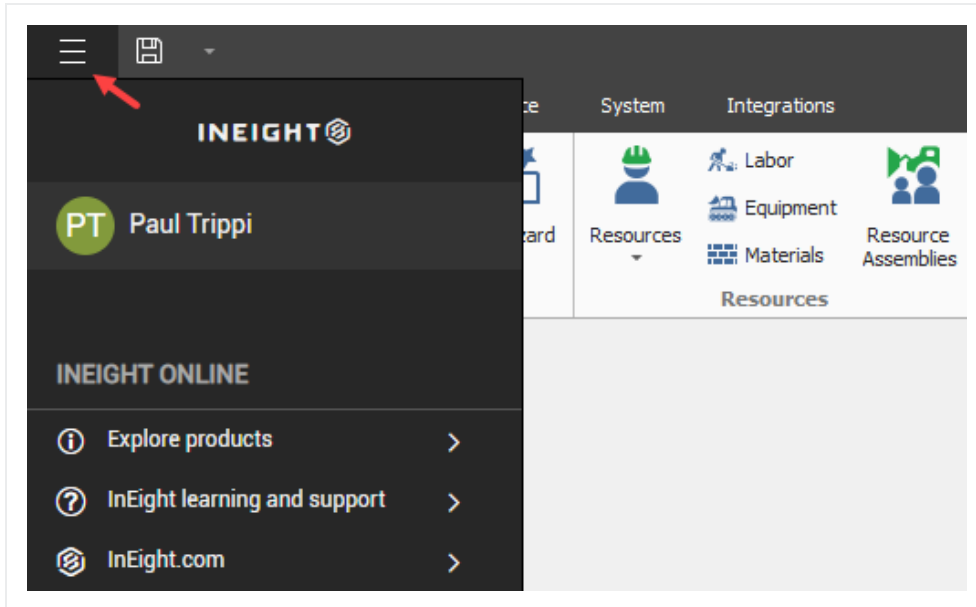 System Integrations
INEIGHT
PT Paul Trippi
Resources
Labor
Equipment
Materials
Resource
Assemblies
Resources
INEIGHT ONLINE
Explore products
InEight learning and support
InEight.com